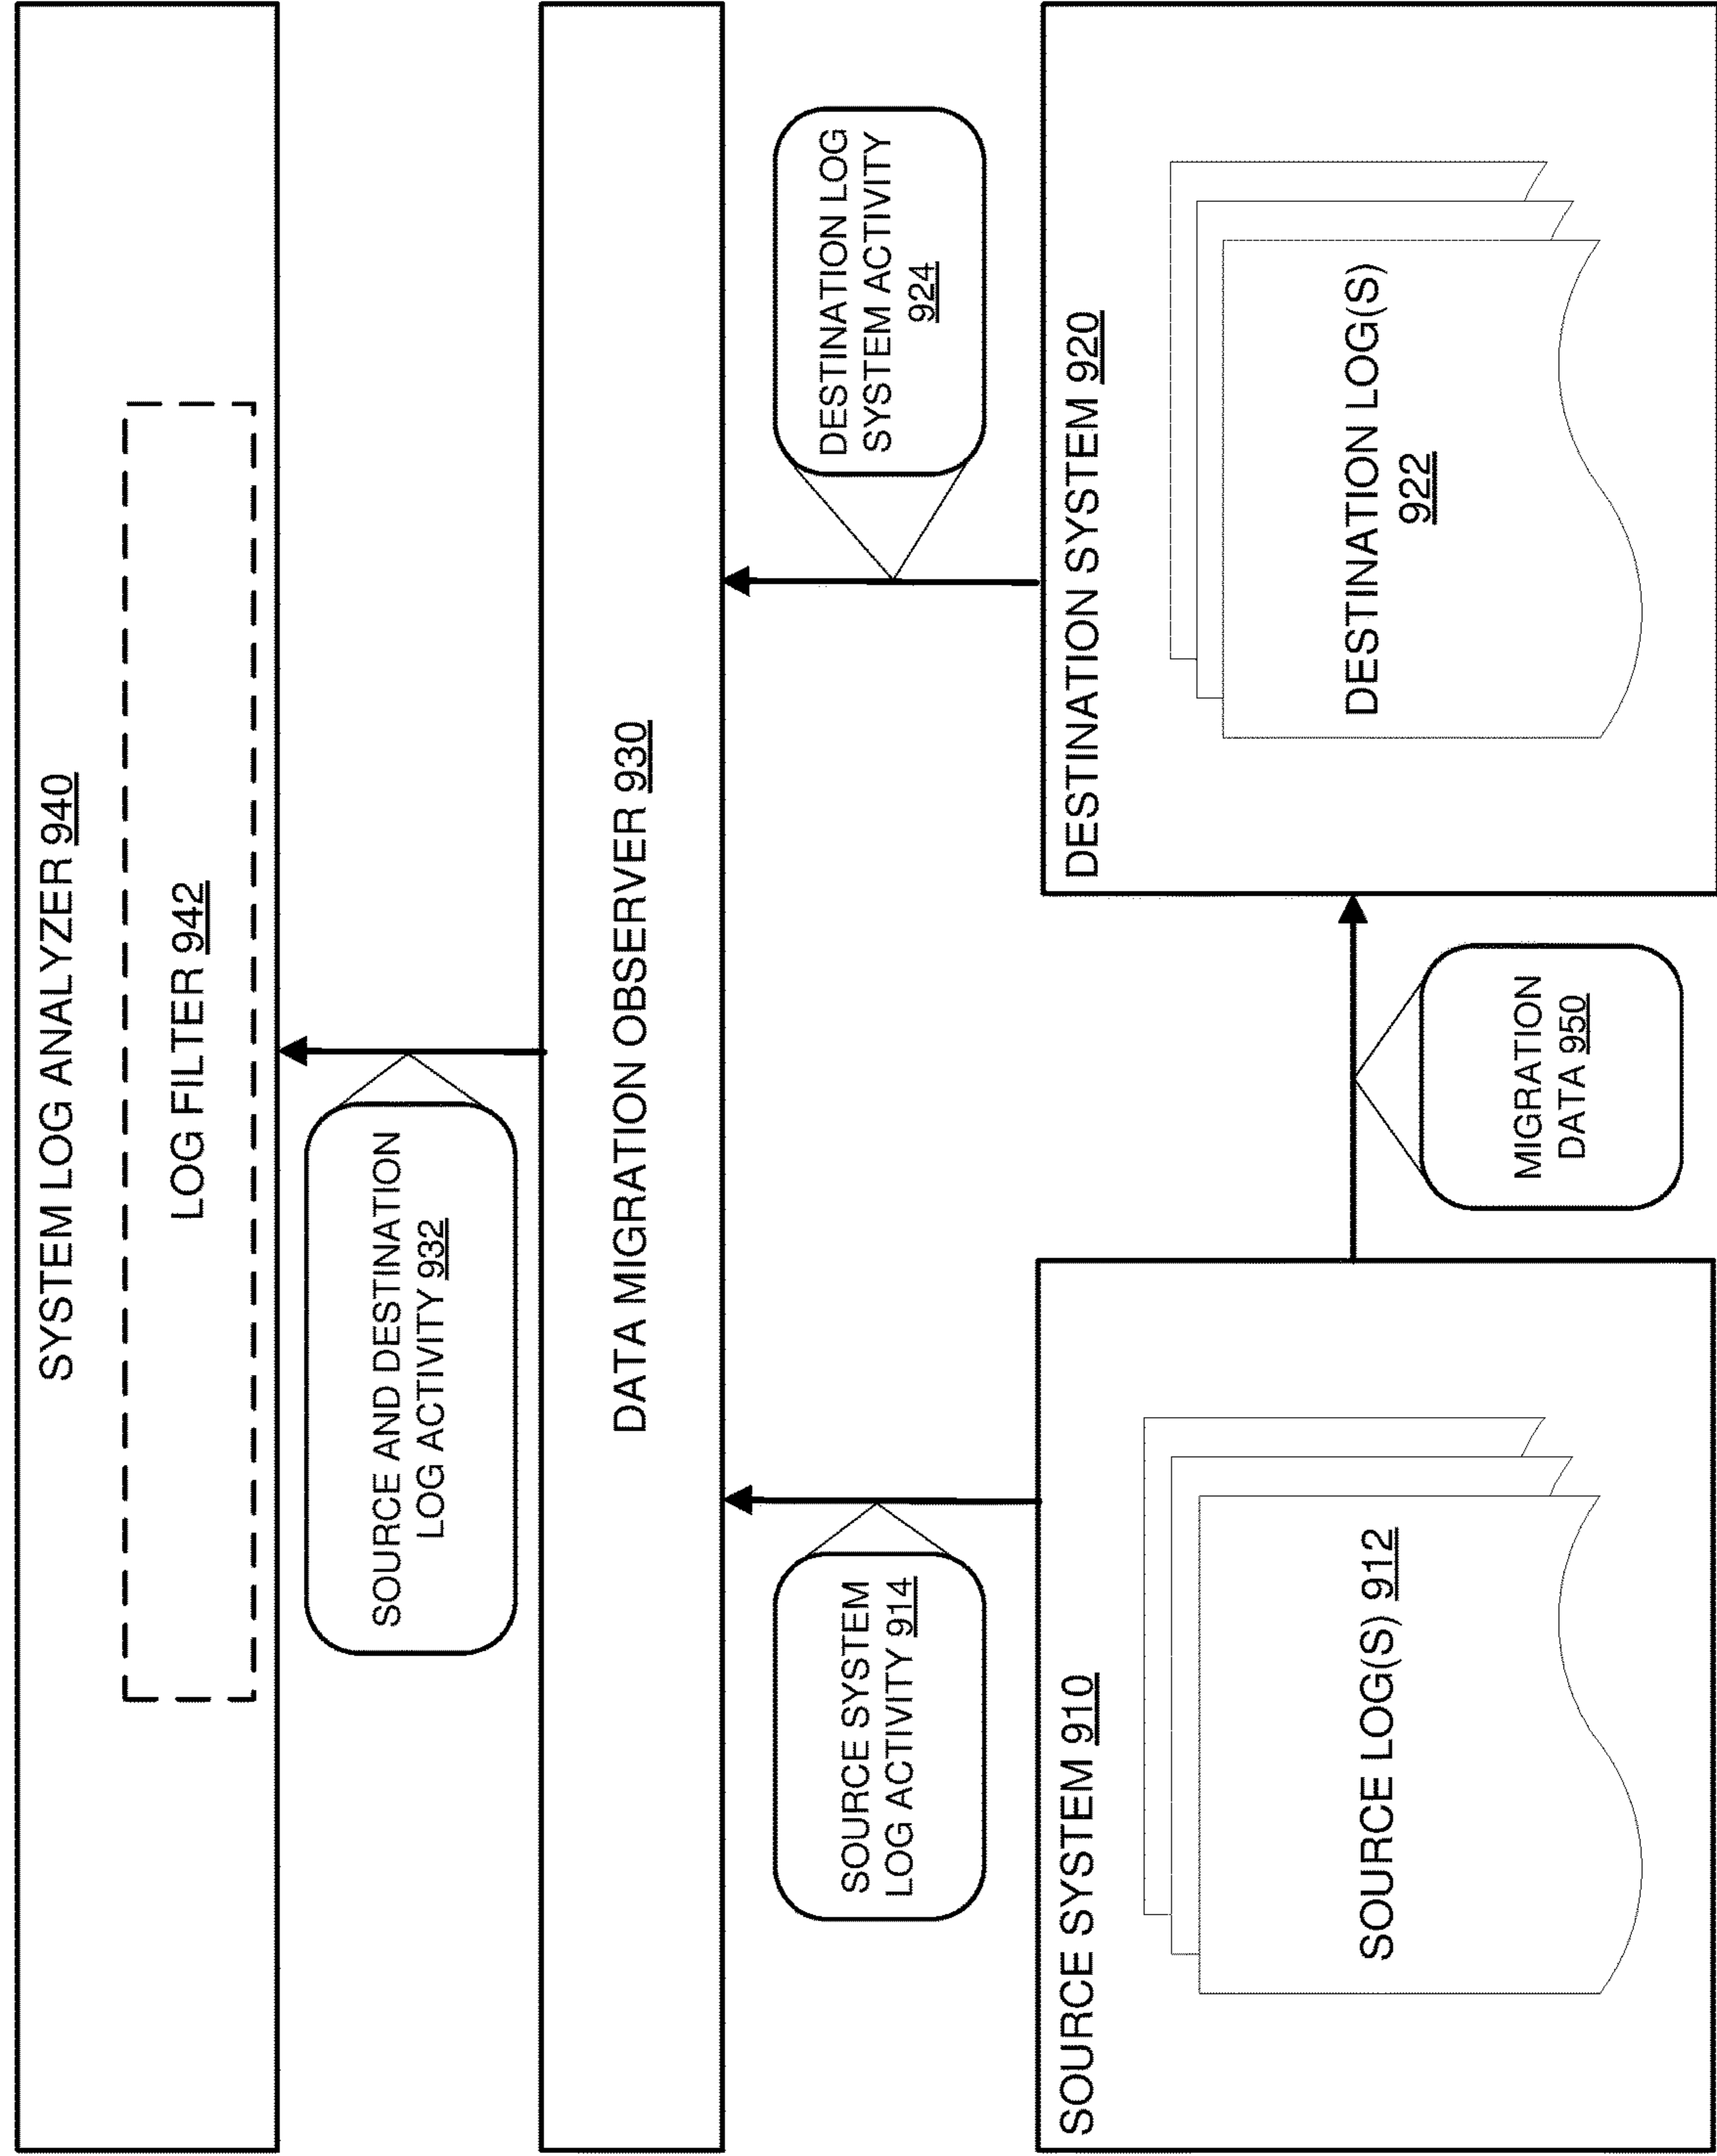 SYSTEM LOG ANALYZER 940
LOG FILTER 942
SOURCE AND DESTINATION
LOG ACTIVITY 932
DATA MIGRATION OBSERVER 930
SOURCE SYSTEM
LOG ACTIVITY 914
DESTINATION LOG
SYSTEM ACTIVITY
924
SOURCE SYSTEM 910
SOURCE LOG(S) 912
MIGRATION
DATA 950
DESTINATION SYSTEM 920
DESTINATION LOG(S)
922